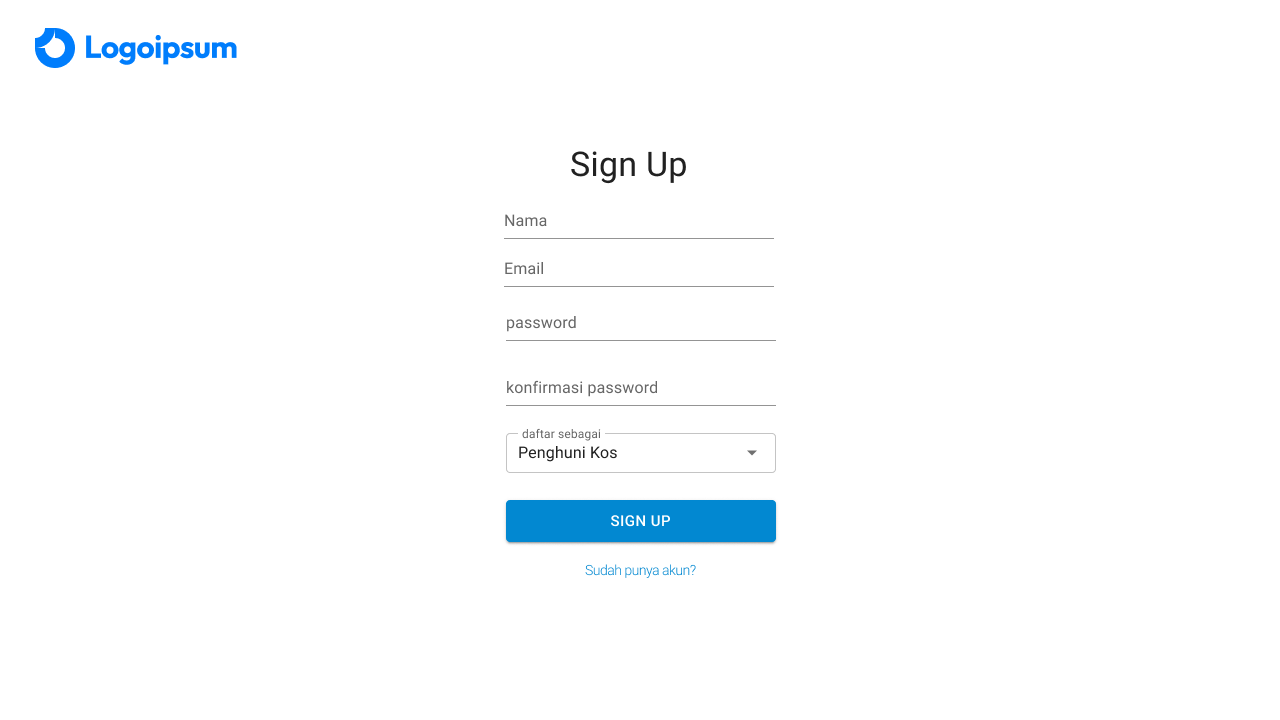 Logoipsum
Sign Up
Nama
Email
password
konfirmasi password
daftar sebagai
Penghuni Kos
SIGN UP
Sudah punya akun?